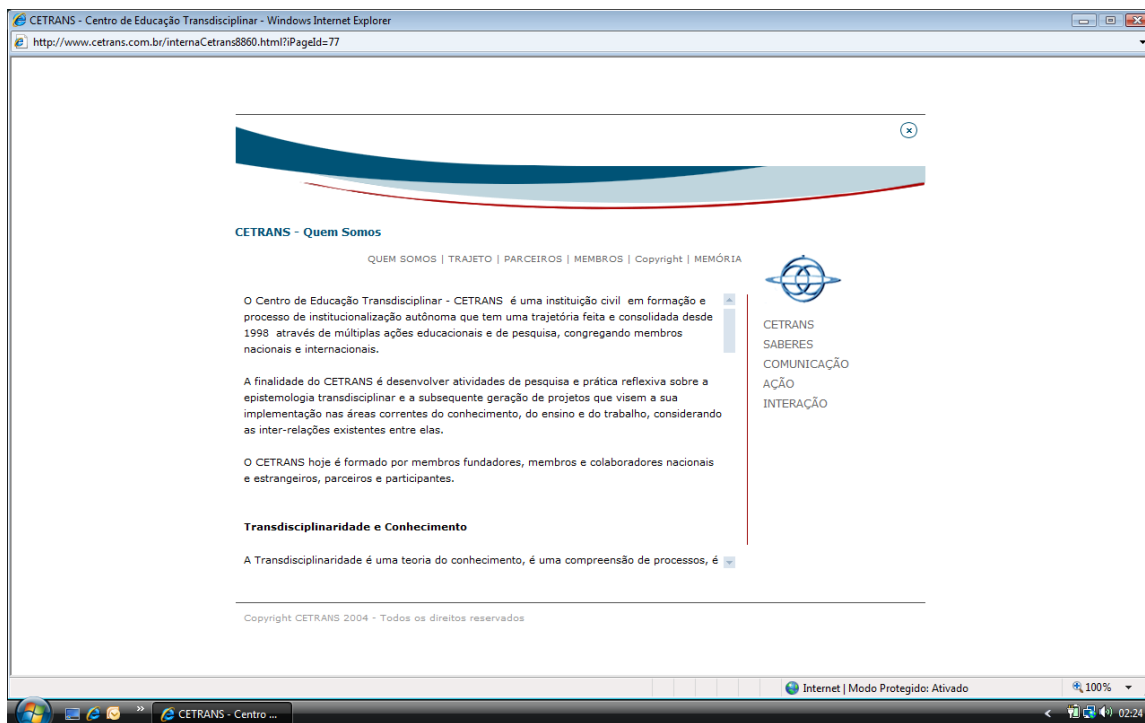 CETRANS - Centro de Educação Transdisciplinar - Windows Internet Explorer
http://www.cetrans.com.br/internaCetrans8860.html?iPageId=77
CETRANS - Quem Somos
QUEM SOMOS | TRAJETO | PARCEIROS | MEMBROS | Copyright | MEMÓRIA
O Centro de Educação Transdisciplinar - CETRANS é uma instituição civil em formação e
processo de institucionalização autônoma que tem uma trajetória feita e consolidada desde
1998 através de múltiplas ações educacionais e de pesquisa, congregando membros
nacionais e internacionais.
A finalidade do CETRANS é desenvolver atividades de pesquisa e prática reflexiva sobre a
epistemologia transdisciplinar e a subsequente geração de projetos que visem a sua
implementação nas áreas correntes do conhecimento, do ensino e do trabalho, considerando
as inter-relações existentes entre elas.
O CETRANS hoje é formado por membros fundadores, membros e colaboradores nacionais
e estrangeiros, parceiros e participantes.
Transdisciplinaridade e Conhecimento
A Transdisciplinaridade é uma teoria do conhecimento, é uma compreensão de processos, é
CETRANS
SABERES
COMUNICAÇÃO
AÇÃO
INTERAÇÃO
Copyright CETRANS 2004 - Todos os direitos reservados
Internet | Modo Protegido: Ativado
100%
CETRANS - Centro ...
02:24